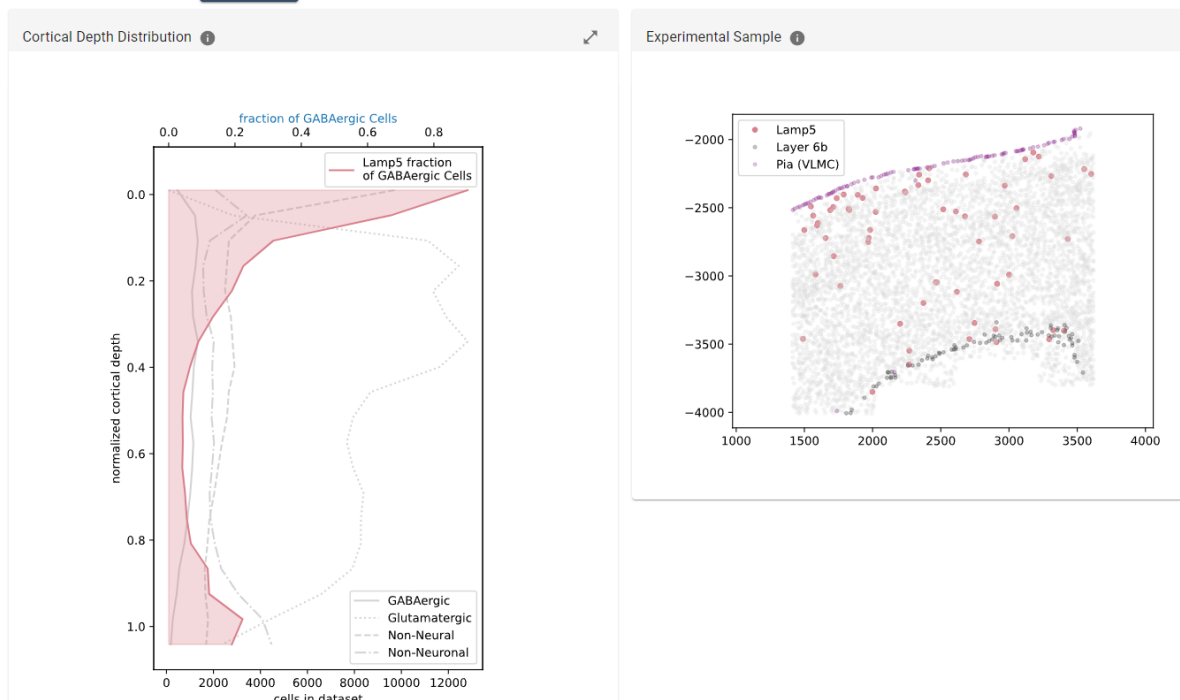 Cortical Depth Distribution
fraction of GABAergic Cells
0.0 0.2 0.4 0.6 0.8
Lamp5 fraction
of GABAergic Cells
normalized cortical depth
0.0
0.2
0.4
0.6
0.8
1.0
GABAergic
Glutamatergic
Non-Neural
Non-Neuronal
0 2000 4000 6000 8000 10000 12000
cells in dataset
Experimental Sample
Lamp5
Layer 6b
Pia (VLMC)
−2000
−2500
−3000
−3500
−4000
1000 1500 2000 2500 3000 3500 4000